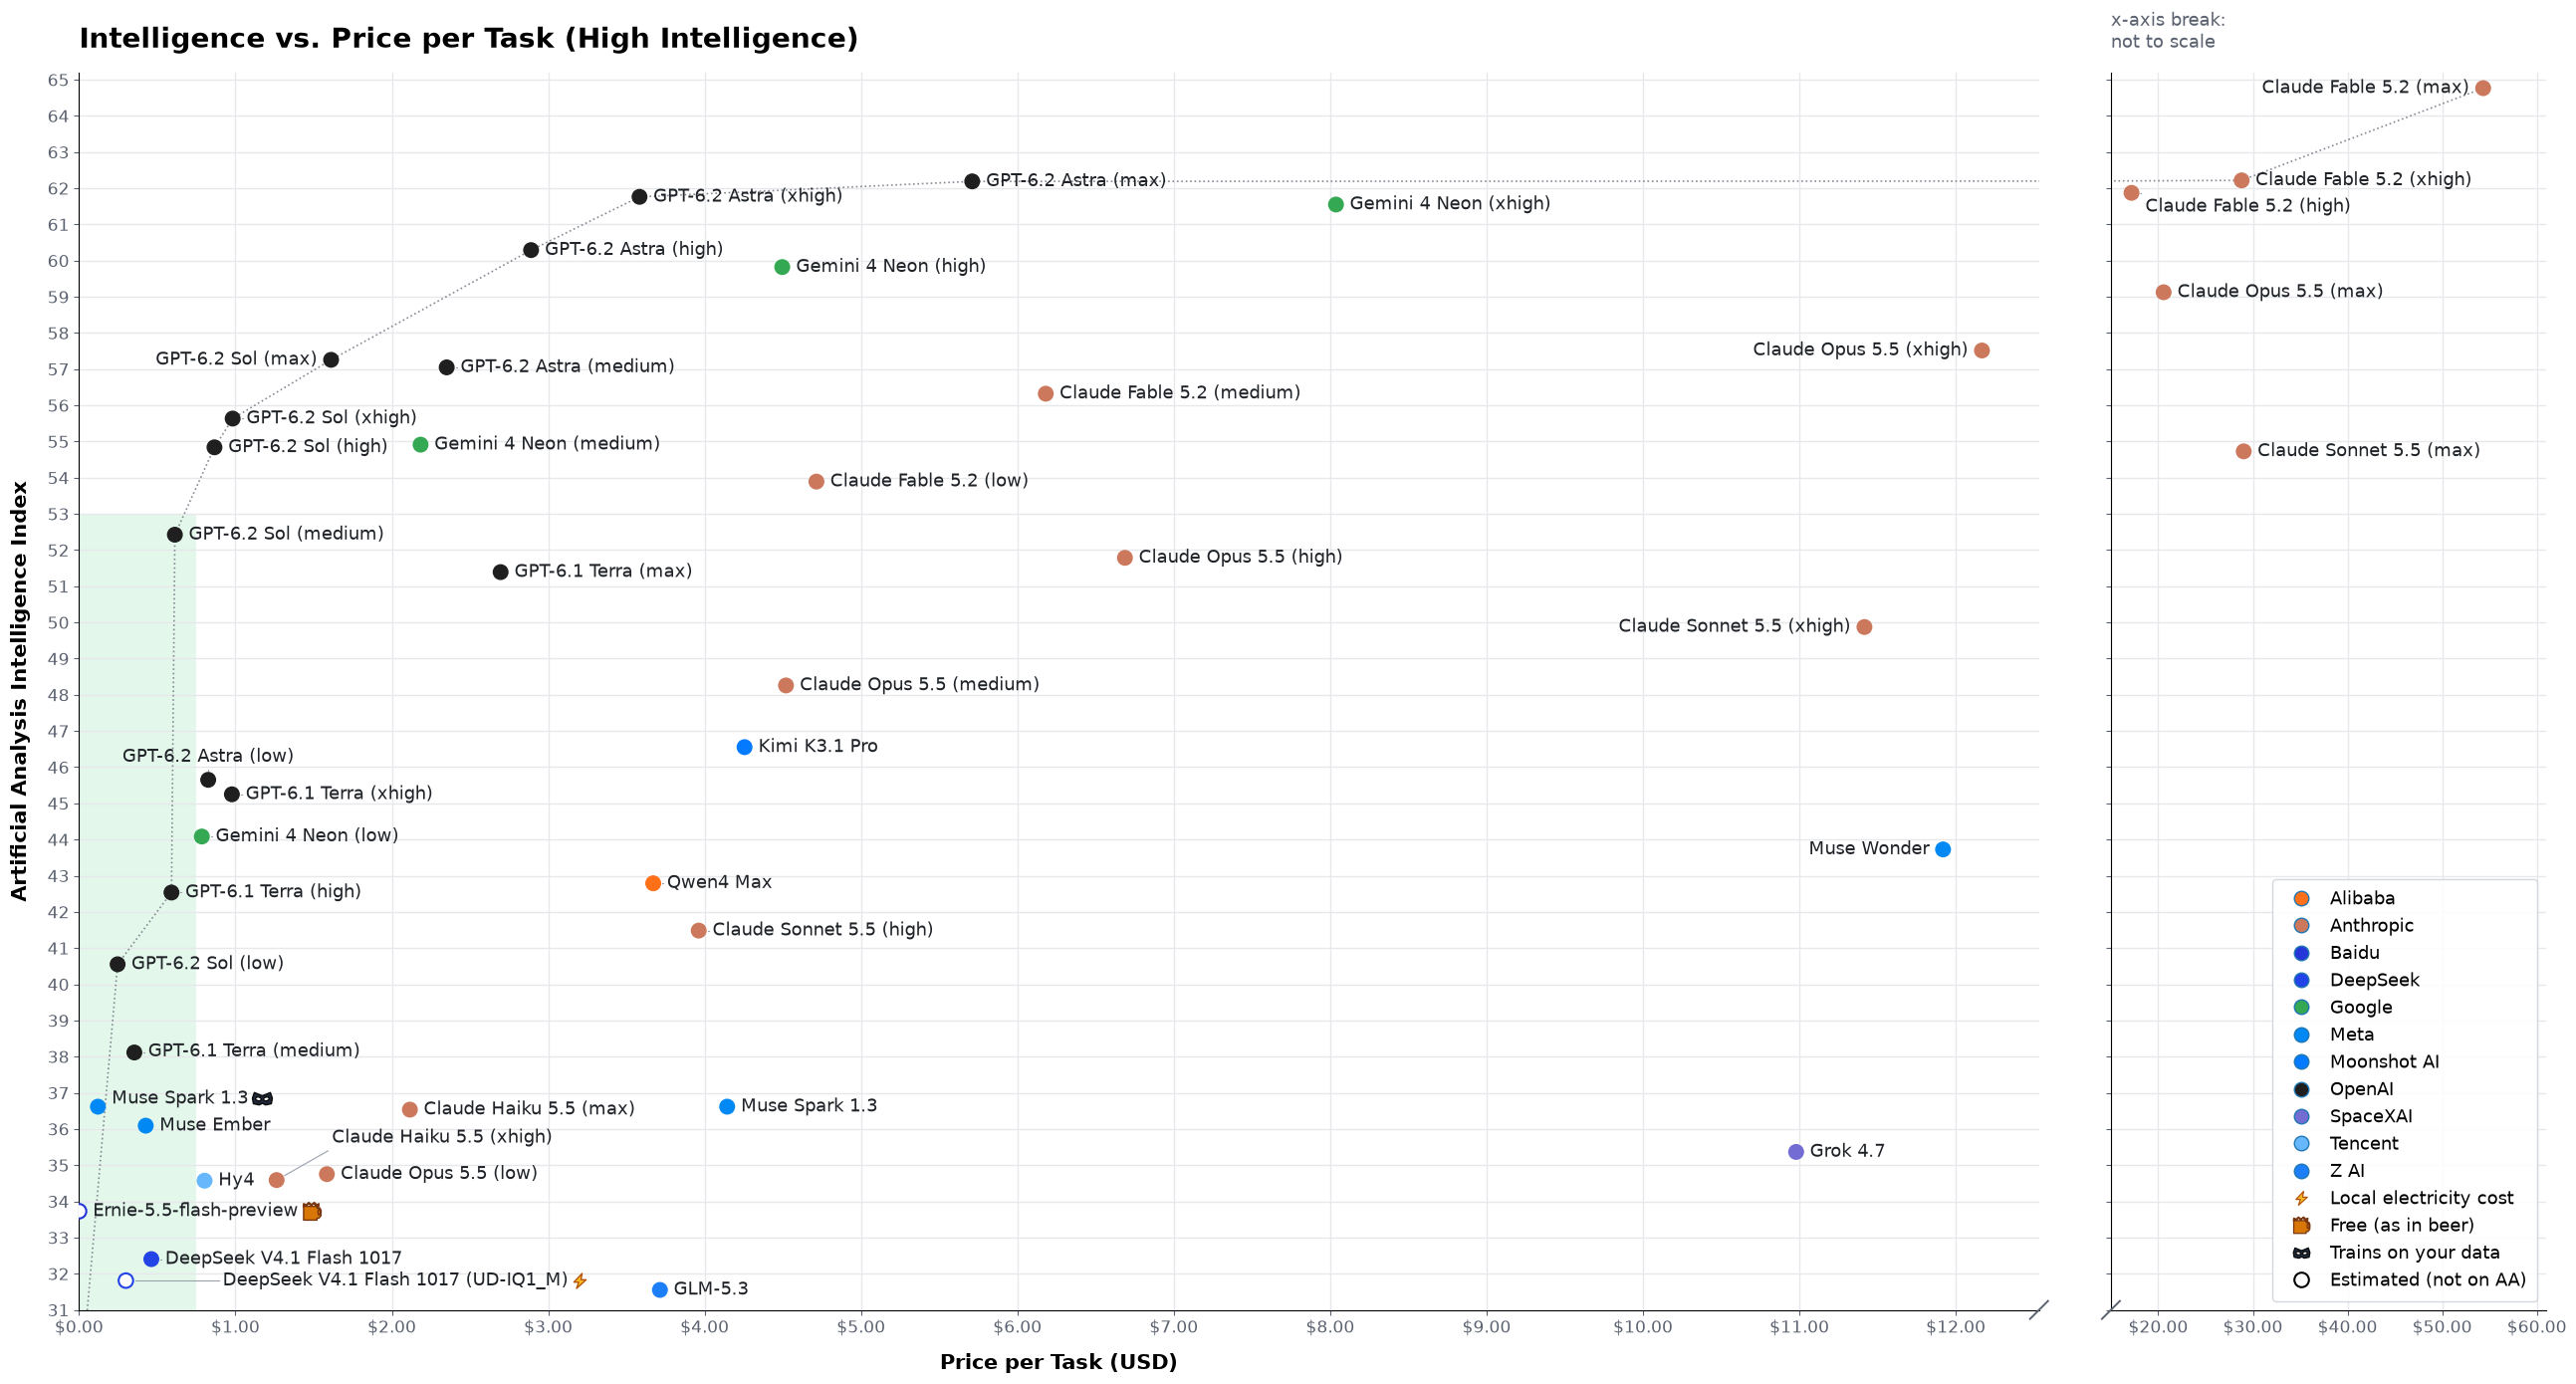 Intelligence vs. Price per Task (High Intelligence)
x-axis break:
not to scale
Artificial Analysis Intelligence Index
65
64
63
62
61
60
59
58
57
56
55
54
53
52
51
50
49
48
47
46
45
44
43
42
41
40
39
38
37
36
35
34
33
32
31
Claude Fable 5.2 (max)
GPT-6.2 Astra (max)
Claude Fable 5.2 (xhigh)
GPT-6.2 Astra (xhigh)
Gemini 4 Neon (xhigh)
Claude Fable 5.2 (high)
GPT-6.2 Astra (high)
Gemini 4 Neon (high)
Claude Opus 5.5 (max)
GPT-6.2 Sol (max)
GPT-6.2 Astra (medium)
Claude Opus 5.5 (xhigh)
Claude Fable 5.2 (medium)
GPT-6.2 Sol (xhigh)
GPT-6.2 Sol (high)
Gemini 4 Neon (medium)
Claude Sonnet 5.5 (max)
Claude Fable 5.2 (low)
GPT-6.2 Sol (medium)
Claude Opus 5.5 (high)
GPT-6.1 Terra (max)
Claude Sonnet 5.5 (xhigh)
Claude Opus 5.5 (medium)
Kimi K3.1 Pro
GPT-6.2 Astra (low)
GPT-6.1 Terra (xhigh)
Gemini 4 Neon (low)
Muse Wonder
Qwen4 Max
GPT-6.1 Terra (high)
Claude Sonnet 5.5 (high)
GPT-6.2 Sol (low)
GPT-6.1 Terra (medium)
Muse Spark 1.3
Claude Haiku 5.5 (max)
Muse Spark 1.3
Muse Ember
Claude Haiku 5.5 (xhigh)
Grok 4.7
Hy4
Claude Opus 5.5 (low)
Ernie-5.5-flash-preview
DeepSeek V4.1 Flash 1017
DeepSeek V4.1 Flash 1017 (UD-IQ1_M)
GLM-5.3
Alibaba
Anthropic
Baidu
DeepSeek
Google
Meta
Moonshot AI
OpenAI
SpaceXAI
Tencent
Z AI
Local electricity cost
Free (as in beer)
Trains on your data
Estimated (not on AA)
$0.00 $1.00 $2.00 $3.00 $4.00 $5.00 $6.00 $7.00 $8.00 $9.00 $10.00 $11.00 $12.00 $20.00 $30.00 $40.00 $50.00 $60.00
Price per Task (USD)